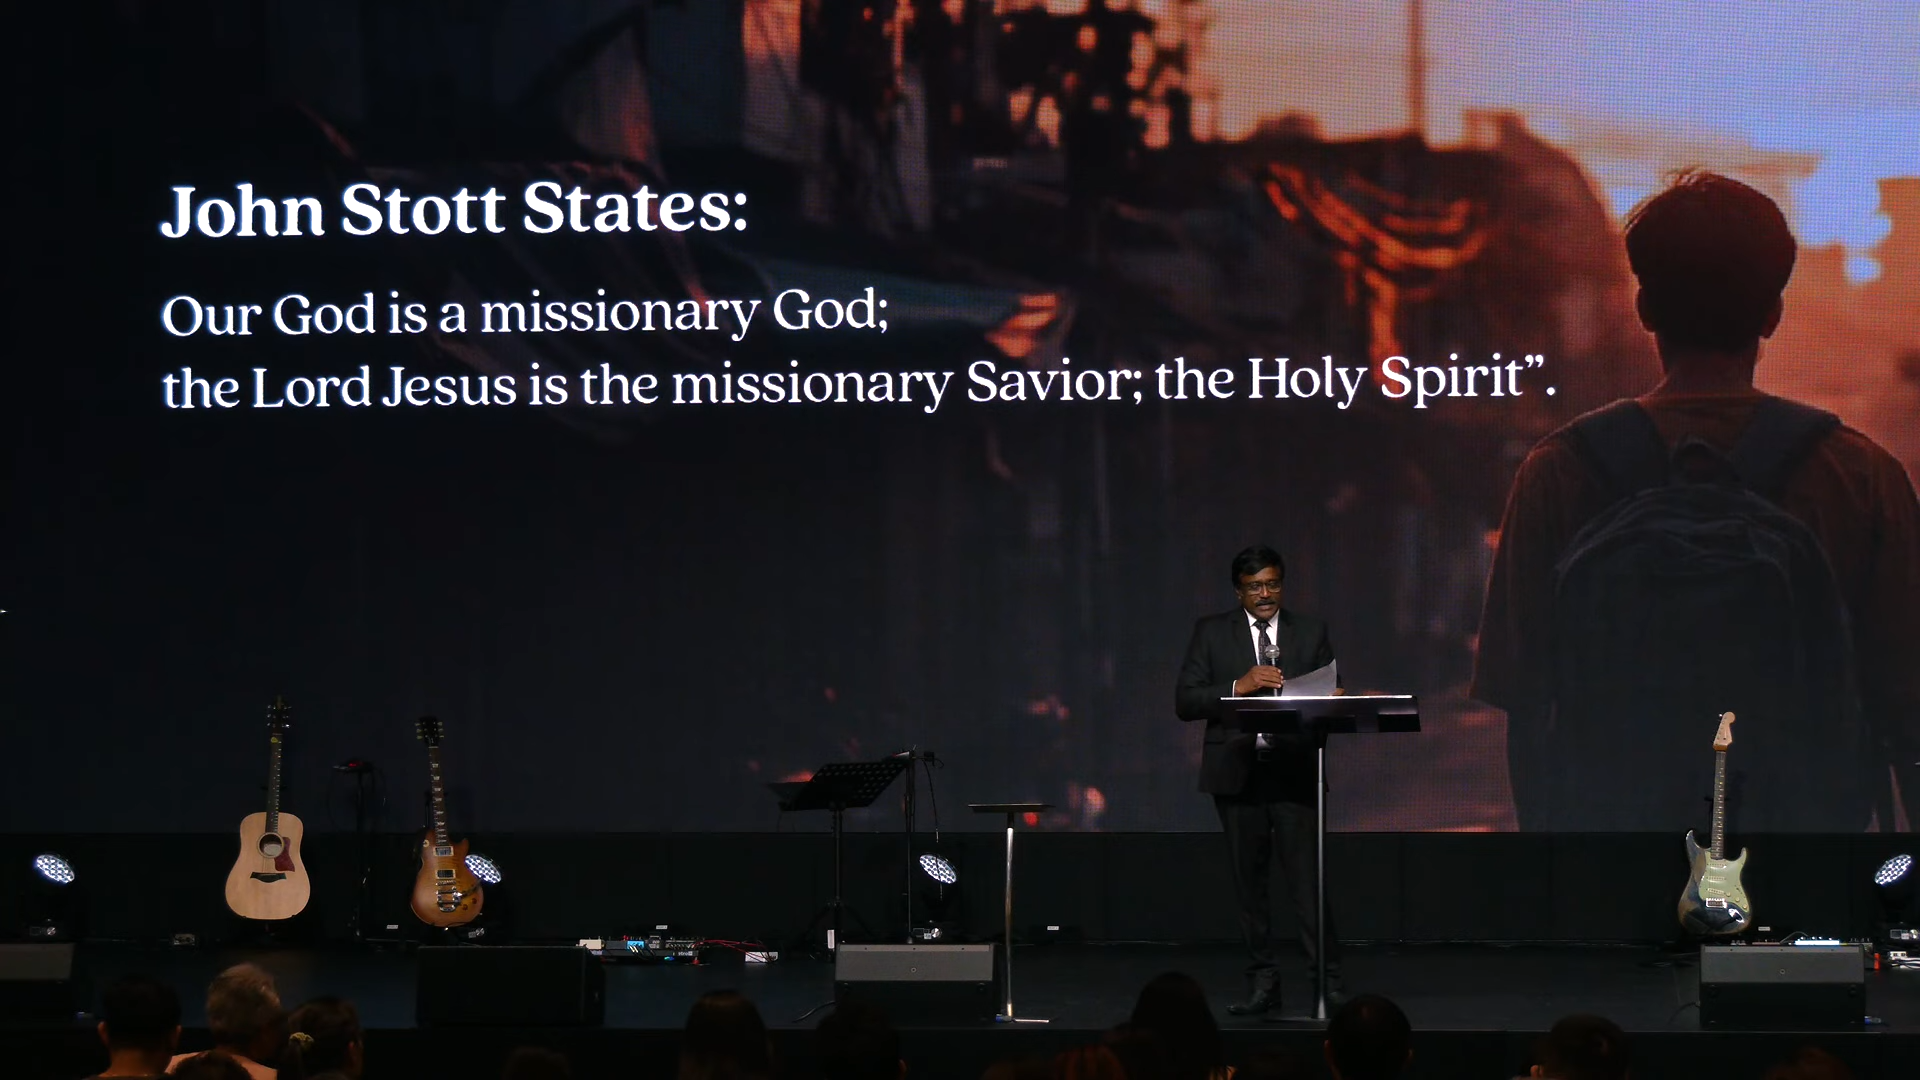 John Stott States:
Our God is a missionary God;
the Lord Jesus is the missionary Savior; the Holy Spirit”.